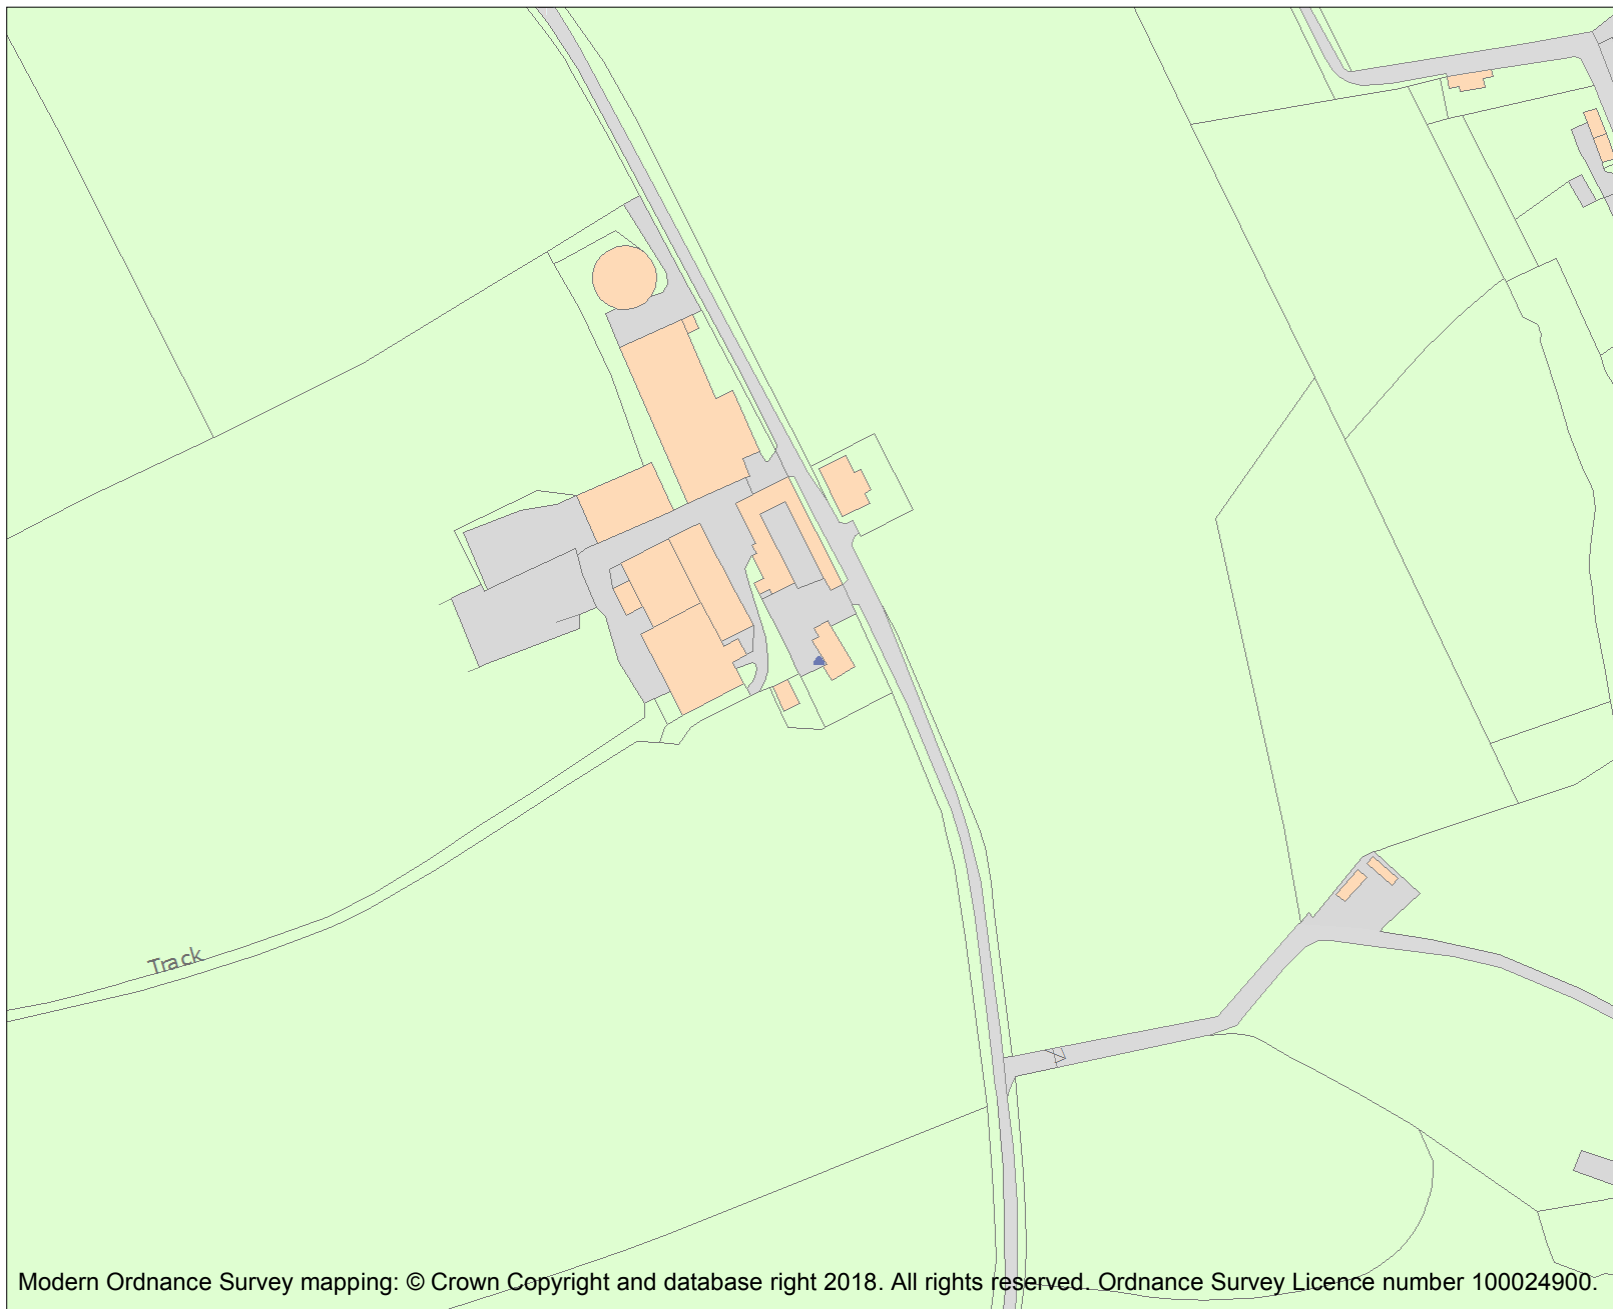 Track
Modern Ordnance Survey mapping: © Crown Copyright and database right 2018. All rights reserved. Ordnance Survey Licence number 100024900.